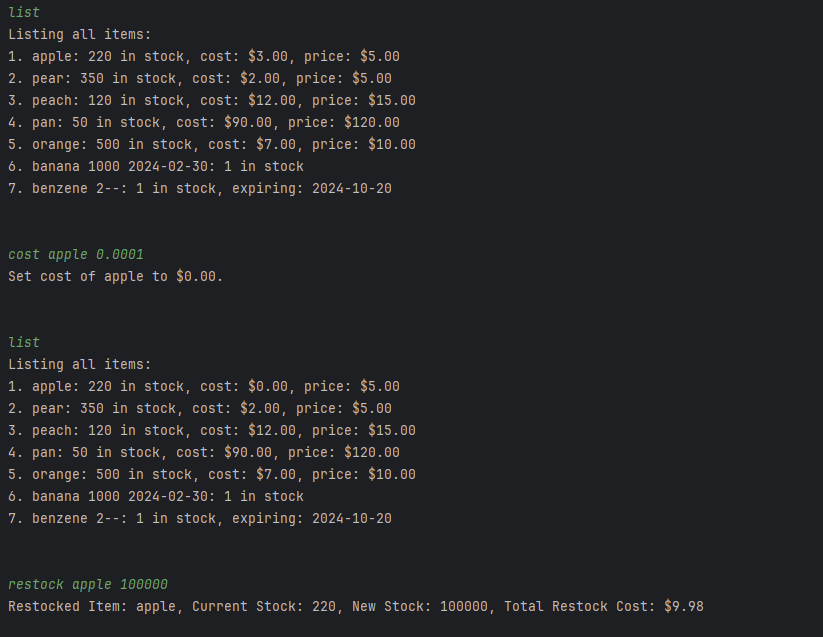 list
Listing all items:
1. apple: 220 in stock, cost: $3.00, price: $5.00
2. pear: 350 in stock, cost: $2.00, price: $5.00
3. peach: 120 in stock, cost: $12.00, price: $15.00
4. pan: 50 in stock, cost: $90.00, price: $120.00
5. orange: 500 in stock, cost: $7.00, price: $10.00
6. banana 1000 2024-02-30: 1 in stock
7. benzene 2--: 1 in stock, expiring: 2024-10-20
cost apple 0.0001
Set cost of apple to $0.00.
list
Listing all items:
1. apple: 220 in stock, cost: $0.00, price: $5.00
2. pear: 350 in stock, cost: $2.00, price: $5.00
3. peach: 120 in stock, cost: $12.00, price: $15.00
4. pan: 50 in stock, cost: $90.00, price: $120.00
5. orange: 500 in stock, cost: $7.00, price: $10.00
6. banana 1000 2024-02-30: 1 in stock
7. benzene 2--: 1 in stock, expiring: 2024-10-20
restock apple 100000
Restocked Item: apple, Current Stock: 220, New Stock: 100000, Total Restock Cost: $9.98